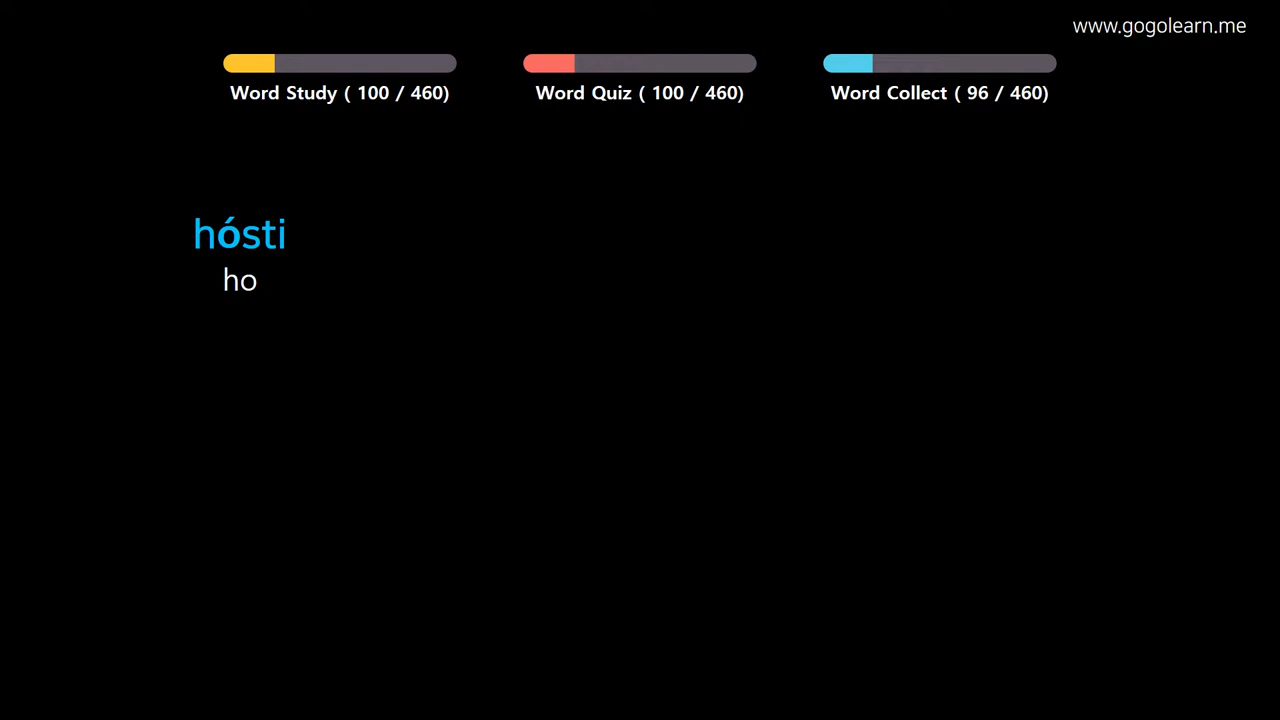 www.gogolearn.me
Word Study ( 100 / 460)
Word Quiz ( 100 / 460)
Word Collect ( 96 / 460)
hósti
ho